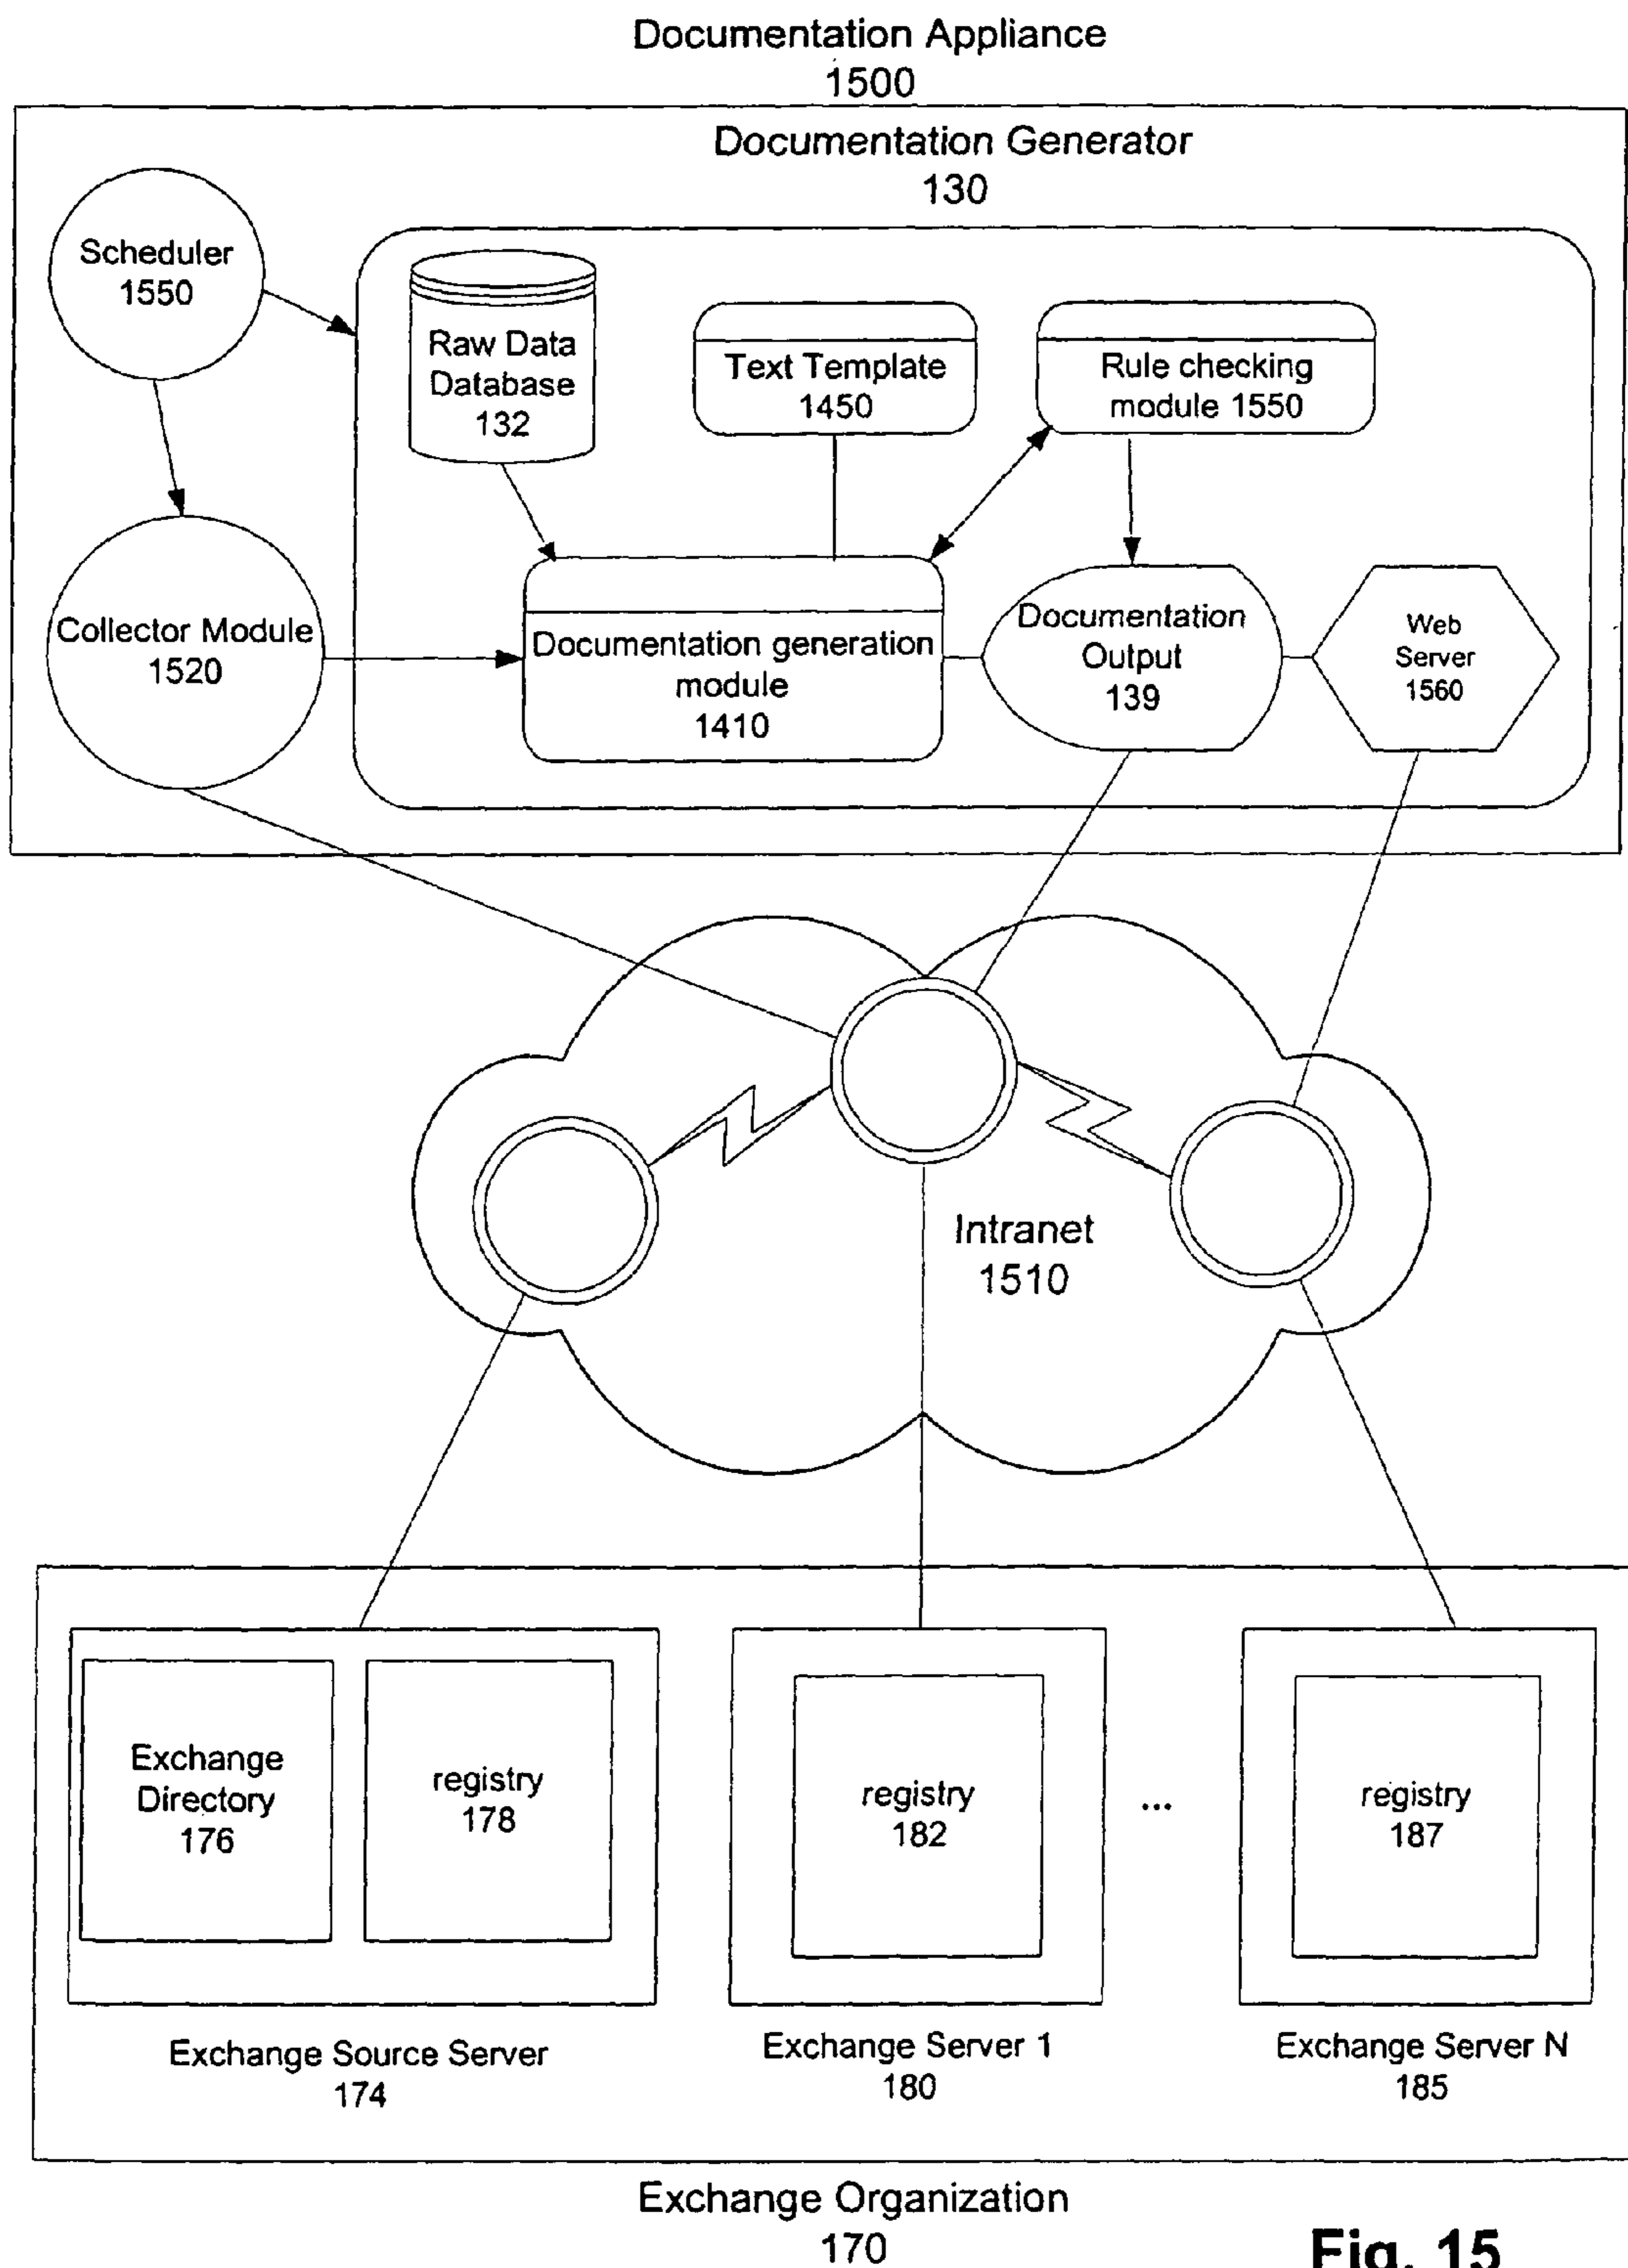 Documentation Appliance
1500
Documentation Generator
130
Scheduler
1550
Raw Data
Database
132
Text Template
1450
Rule checking
module 1550
Collector Module
1520
Documentation generation
module
1410
Documentation
Output
139
Web
Server
1560
Intranet
1510
Exchange
Directory
176
registry
178
registry
182
...
registry
187
Exchange Source Server
174
Exchange Server 1
180
Exchange Server N
185
Exchange Organization
170
Fig. 15